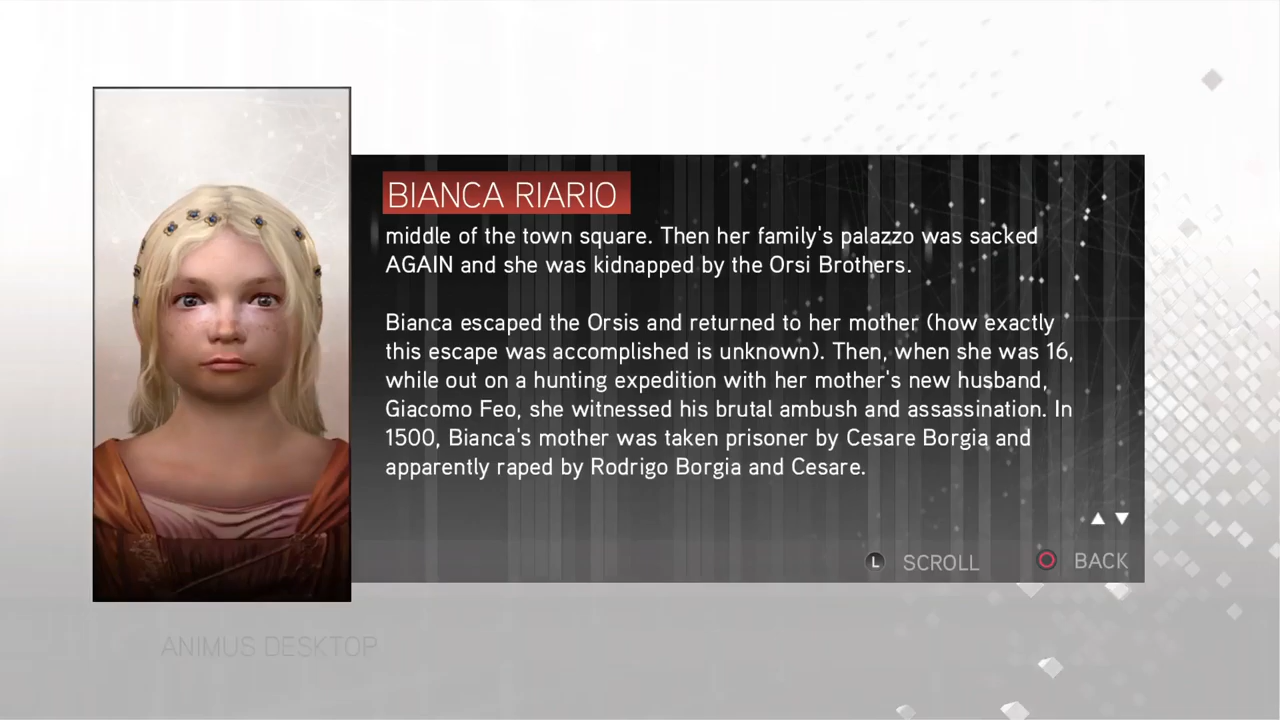 BIANCA RIARIO
middle of the town square. Then her family's palazzo was sacked
AGAIN and she was kidnapped by the Orsi Brothers.
Bianca escaped the Orsis and returned to her mother (how exactly
this escape was accomplished is unknown). Then, when she was 16,
while out on a hunting expedition with her mother's new husband,
Giacomo Feo, she witnessed his brutal ambush and assassination. In
1500, Bianca's mother was taken prisoner by Cesare Borgia and
apparently raped by Rodrigo Borgia and Cesare.
L SCROLL BACK
ANIMUS DESKTOP